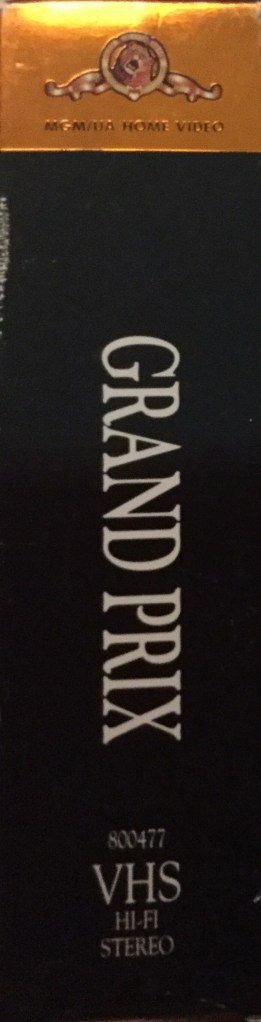 MGM/UA HOME VIDEO
GRAND PRIX
800477
VHS
HI-FI
STEREO